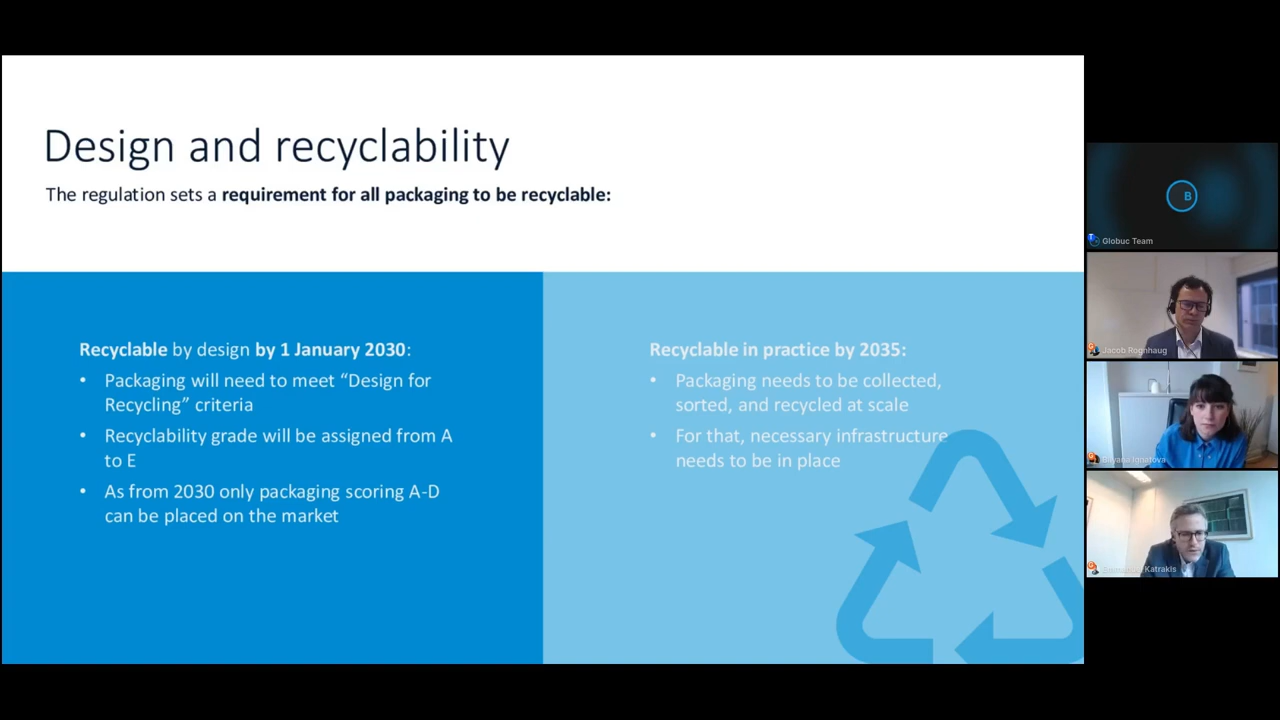 Design and recyclability
The regulation sets a requirement for all packaging to be recyclable:
Recyclable by design by 1 January 2030:
• Packaging will need to meet “Design for
Recycling” criteria
• Recyclability grade will be assigned from A
to E
• As from 2030 only packaging scoring A-D
can be placed on the market
Recyclable in practice by 2035:
• Packaging needs to be collected,
sorted, and recycled at scale
• For that, necessary infrastructure
needs to be in place
B
Globuc Team
Jacob Rognhaug
Ignatova
Katrakis